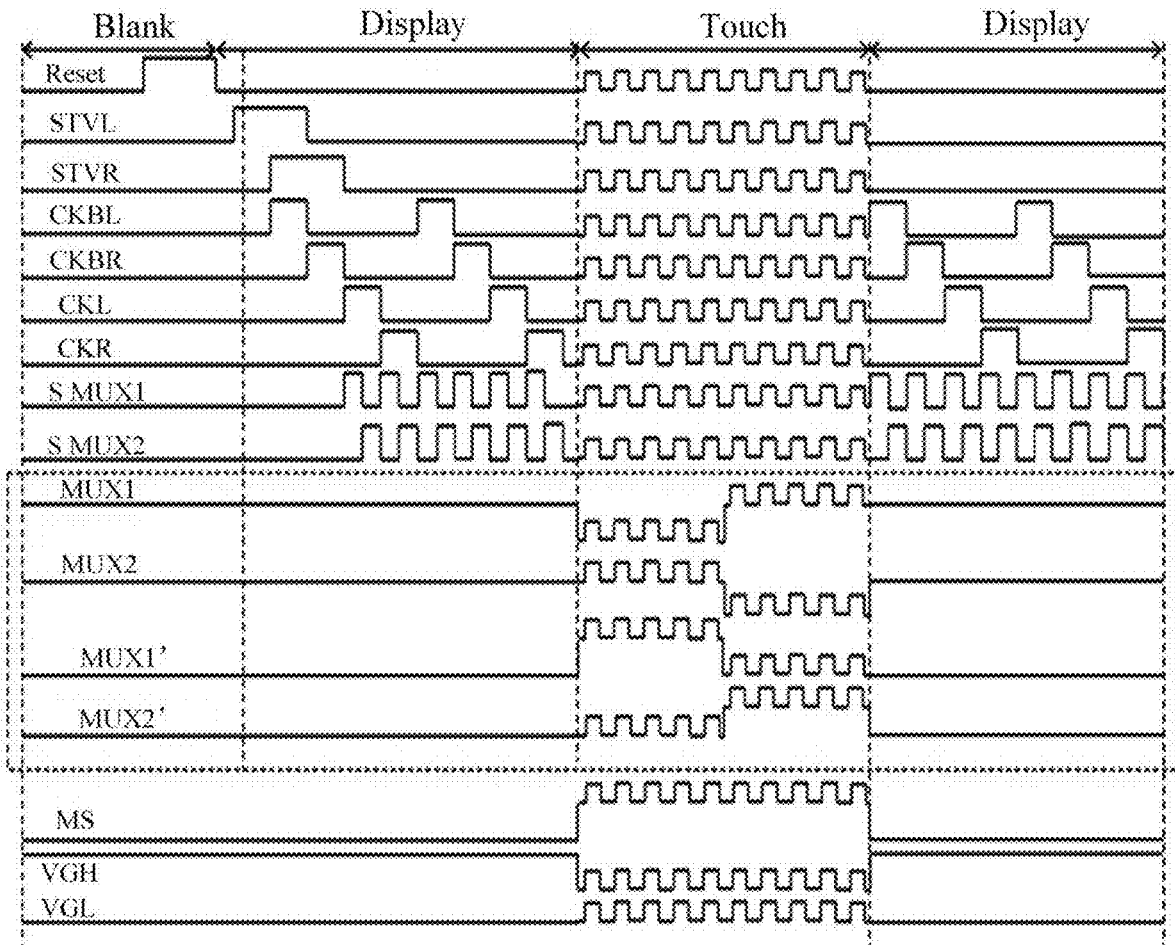 Blank Display Touch Display
Reset
STVL
STVR
CKBL
CKBR
CKL
CKR
S MUX1
S MUX2
MUX1
MUX2
MUX1’
MUX2’
MS
VGH
VGL